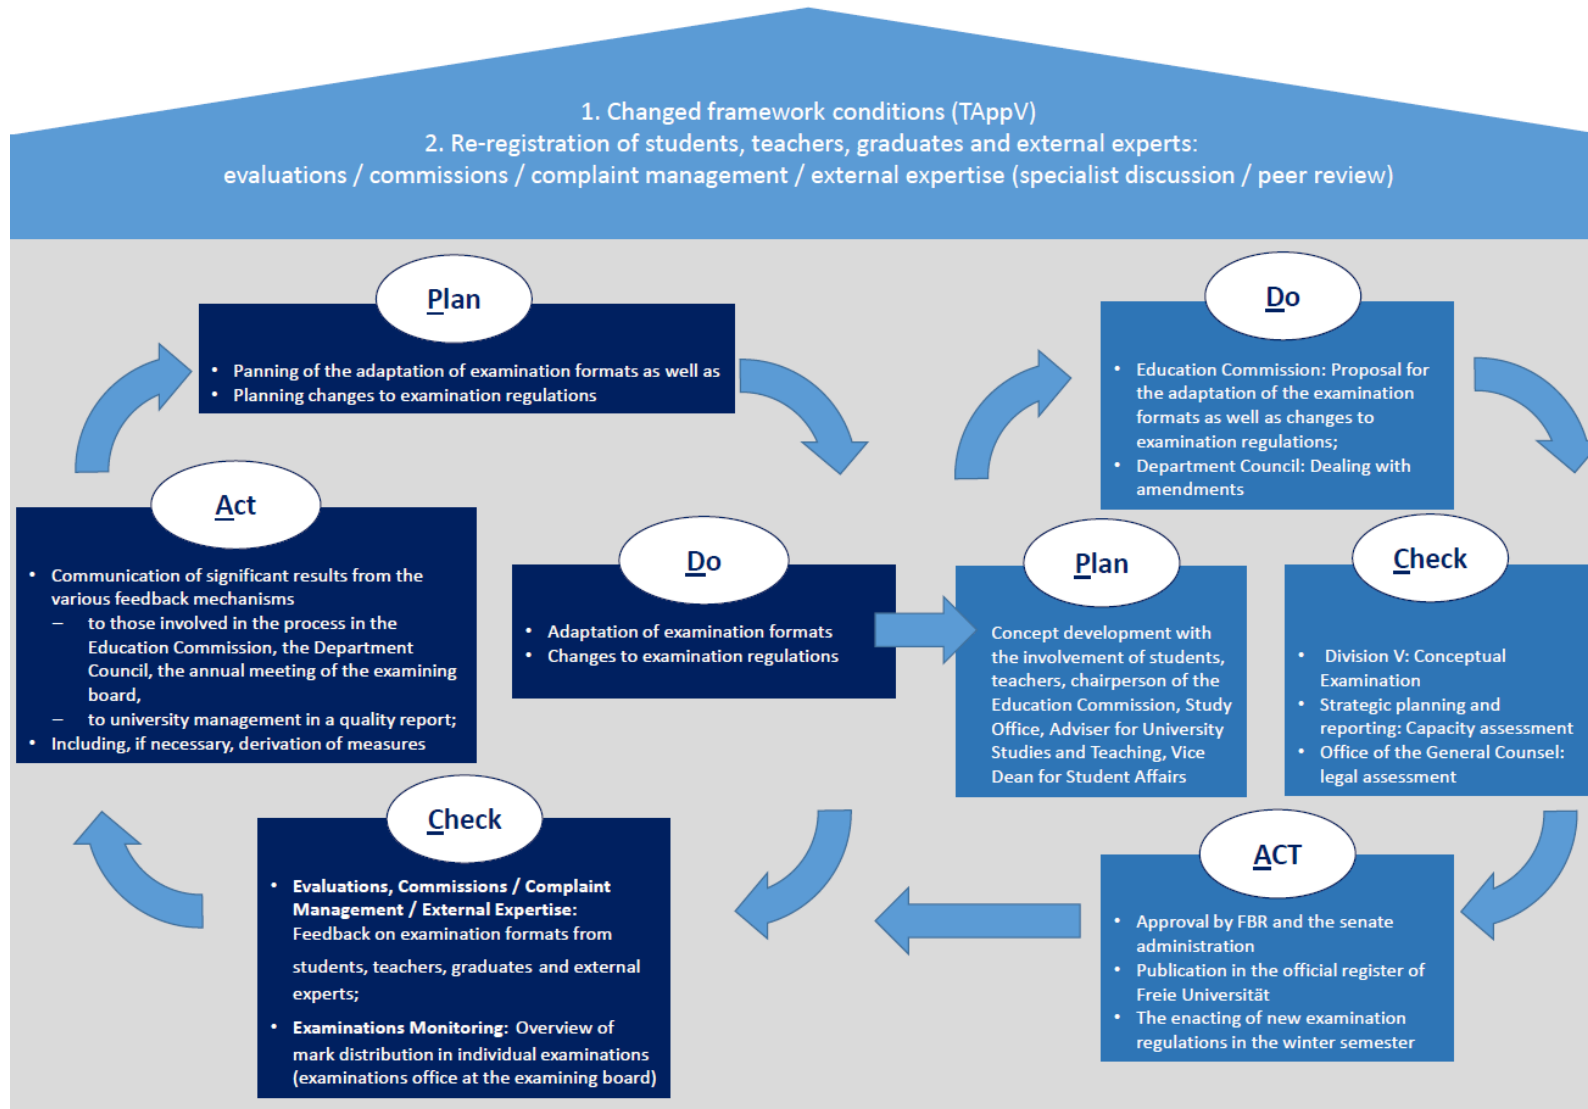 1. Changed framework conditions (TAppV)
2. Re-registration of students, teachers, graduates and external experts:
evaluations / commissions / complaint management / external expertise (specialist discussion / peer review)
Plan
• Panning of the adaptation of examination formats as well as
• Planning changes to examination regulations
Do
• Education Commission: Proposal for
the adaptation of the examination
formats as well as changes to
examination regulations;
• Department Council: Dealing with
amendments
Act
• Communication of significant results from the
various feedback mechanisms
– to those involved in the process in the
Education Commission, the Department
Council, the annual meeting of the examining
board,
– to university management in a quality report;
• Including, if necessary, derivation of measures
Do
• Adaptation of examination formats
• Changes to examination regulations
Plan
Concept development with
the involvement of students,
teachers, chairperson of the
Education Commission, Study
Office, Adviser for University
Studies and Teaching, Vice
Dean for Student Affairs
Check
• Division V: Conceptual
Examination
• Strategic planning and
reporting: Capacity assessment
• Office of the General Counsel:
legal assessment
Check
• Evaluations, Commissions / Complaint
Management / External Expertise:
Feedback on examination formats from
students, teachers, graduates and external
experts;
• Examinations Monitoring: Overview of
mark distribution in individual examinations
(examinations office at the examining board)
ACT
• Approval by FBR and the senate
administration
• Publication in the official register of
Freie Universität
• The enacting of new examination
regulations in the winter semester